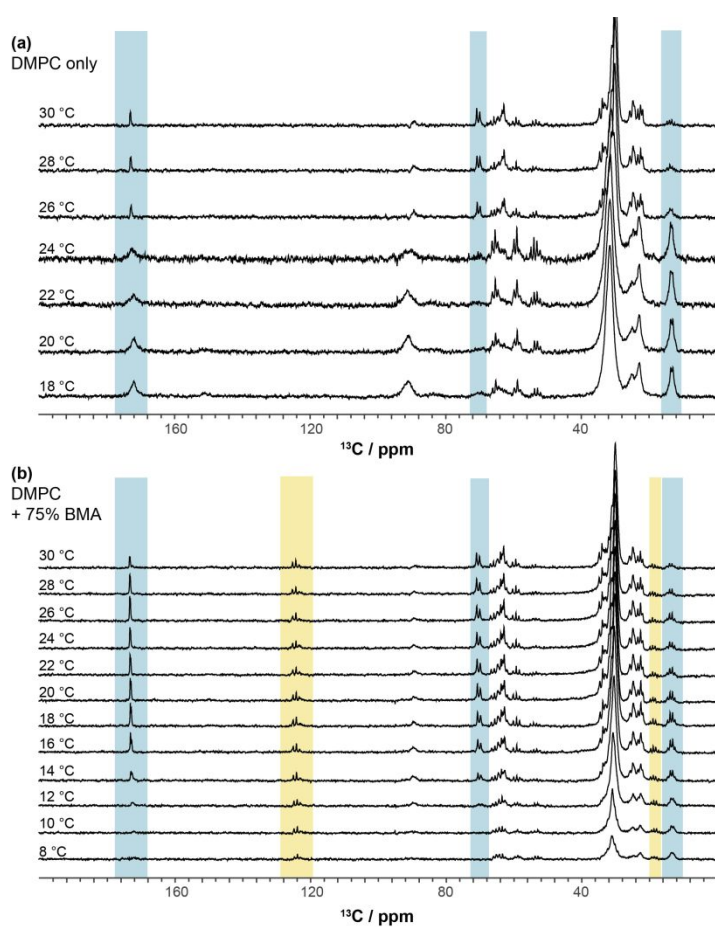 (a)
DMPC only
30 °C
28 °C
26 °C
24 °C
22 °C
20 °C
18 °C
160 120 80 40
¹³C / ppm
(b)
DMPC
+ 75% BMA
30 °C
28 °C
26 °C
24 °C
22 °C
20 °C
18 °C
16 °C
14 °C
12 °C
10 °C
8 °C
160 120 80 40
¹³C / ppm